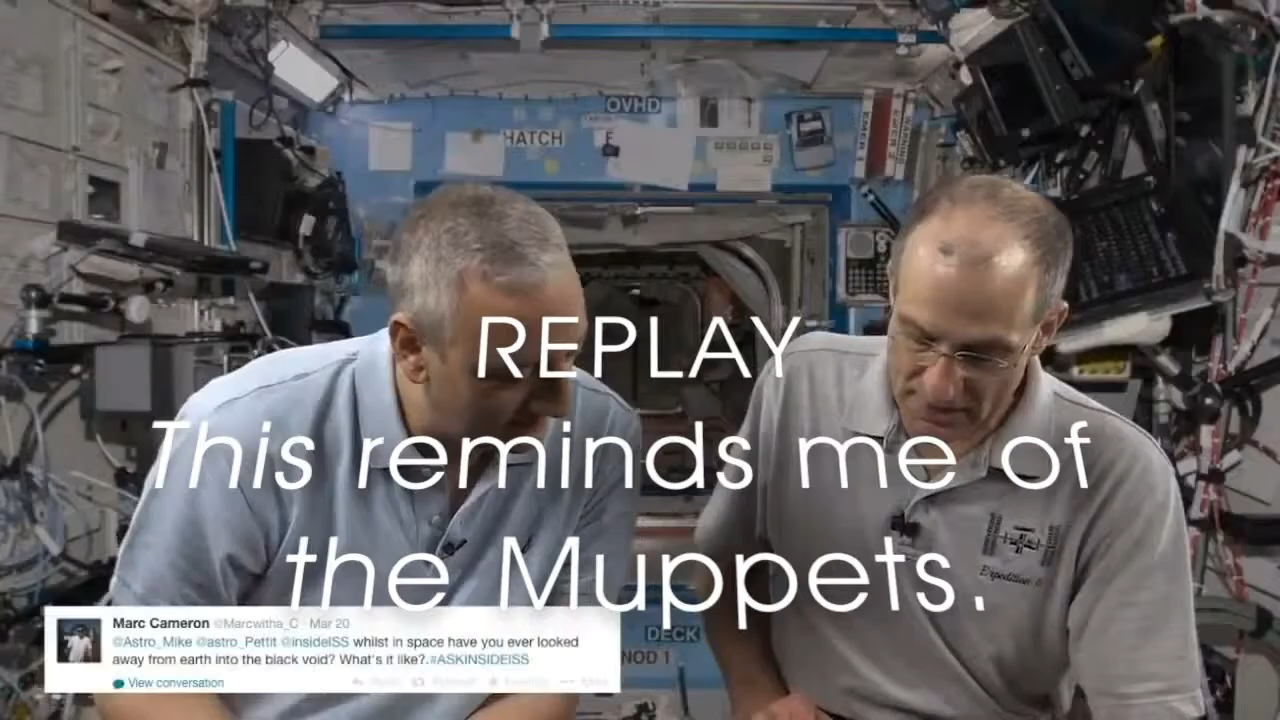 OVHD
HATCH
REPLAY
This reminds me of
the Muppets.
Marc Cameron @Marcwitha_C · Mar 20
@Astro_Mike @astro_Pettit @insideISS whilst in space have you ever looked
away from earth into the black void? What's it like?.#ASKINSIDEISS
View conversation
DECK
NOD 1
Expedition 6